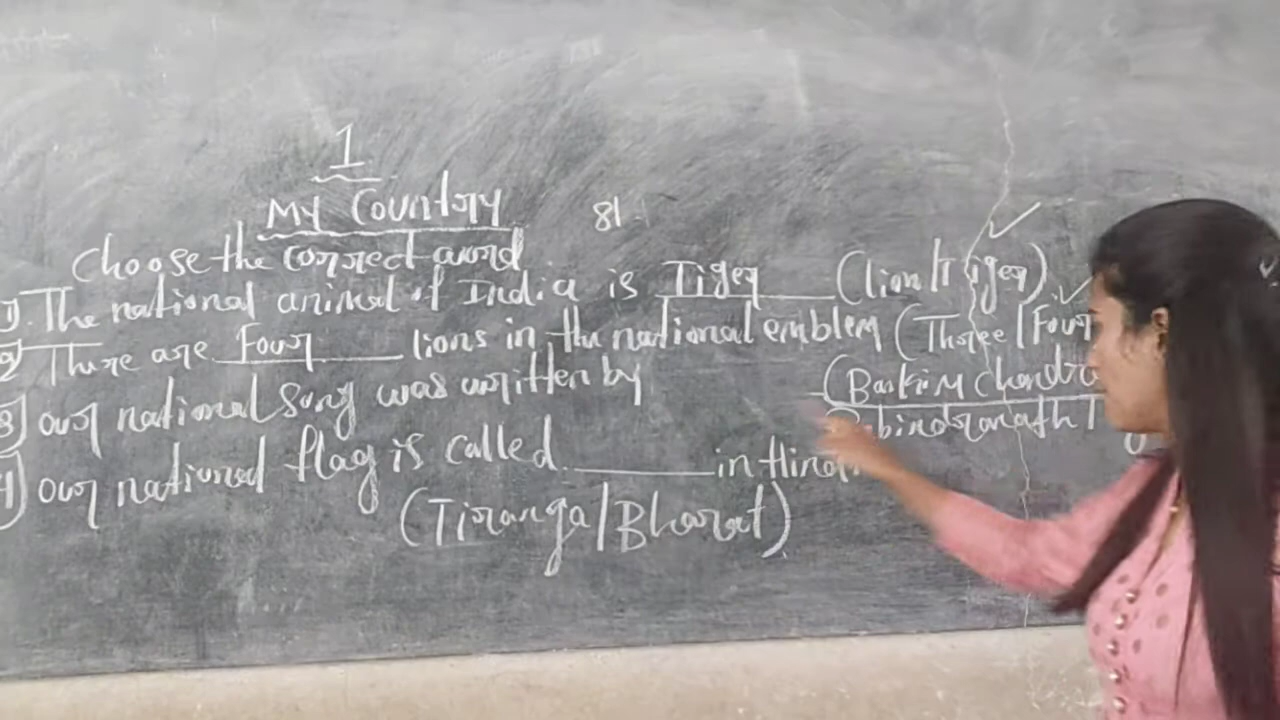 1
My Country
81
Choose the correct word
1). The national animal of India is Tiger (lion/Tiger)
2) There are Four lions in the national emblem (Three/Four
3) our national song was written by (Bankim Chandra
Rabindranath T
4) our national flag is called ______ in Hindi
(Tiranga/Bharat)